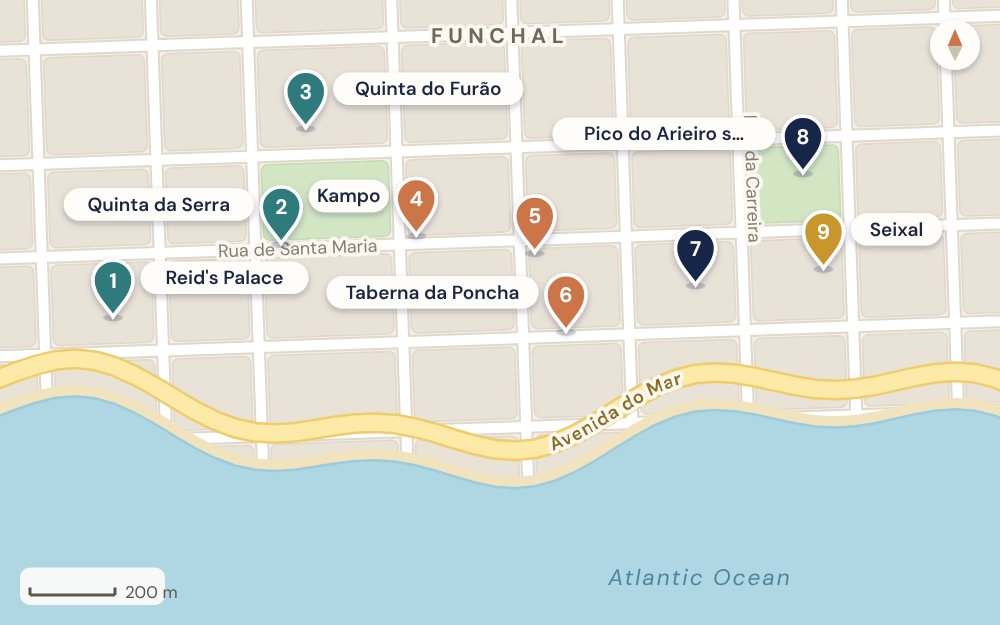 FUNCHAL
3
Quinta do Furão
Pico do Arieiro s...
8
da Carreira
Quinta da Serra
2
Kampo
4
5
9
Seixal
Rua de Santa Maria
7
1
Reid's Palace
Taberna da Poncha
6
Avenida do Mar
Atlantic Ocean
200 m